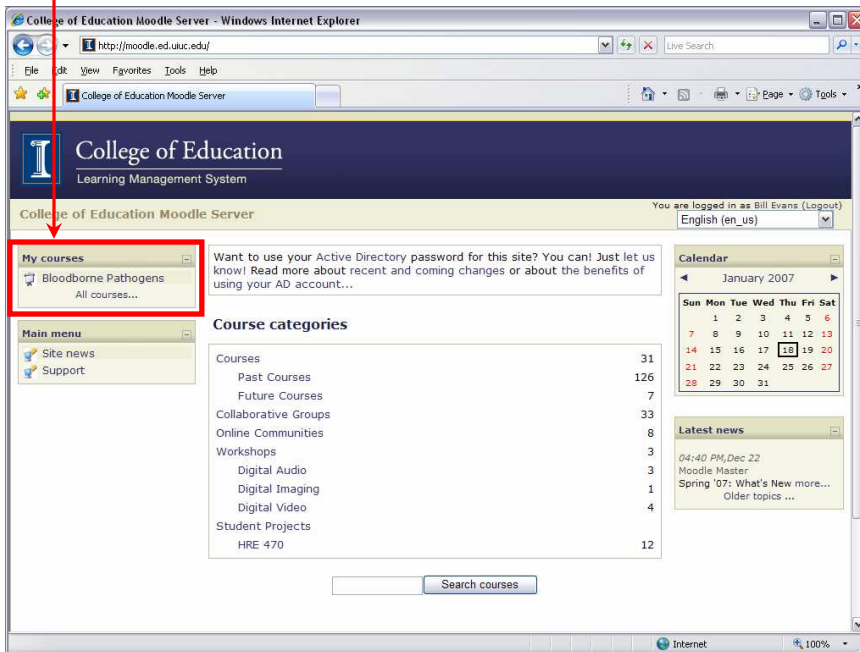 College of Education Moodle Server - Windows Internet Explorer
http://moodle.ed.uiuc.edu/
Live Search
File Edit View Favorites Tools Help
College of Education Moodle Server
Page Tools
College of Education
Learning Management System
You are logged in as Bill Evans (Logout)
College of Education Moodle Server
English (en_us)
My courses
Bloodborne Pathogens
All courses...
Main menu
Site news
Support
Want to use your Active Directory password for this site? You can! Just let us
know! Read more about recent and coming changes or about the benefits of
using your AD account...
Course categories
Courses 31
Past Courses 126
Future Courses 7
Collaborative Groups 33
Online Communities 8
Workshops 3
Digital Audio 3
Digital Imaging 1
Digital Video 4
Student Projects
HRE 470 12
Search courses
Calendar
January 2007
Sun Mon Tue Wed Thu Fri Sat
1 2 3 4 5 6
7 8 9 10 11 12 13
14 15 16 17 18 19 20
21 22 23 24 25 26 27
28 29 30 31
Latest news
04:40 PM,Dec 22
Moodle Master
Spring '07: What's New more...
Older topics ...
Internet
100%